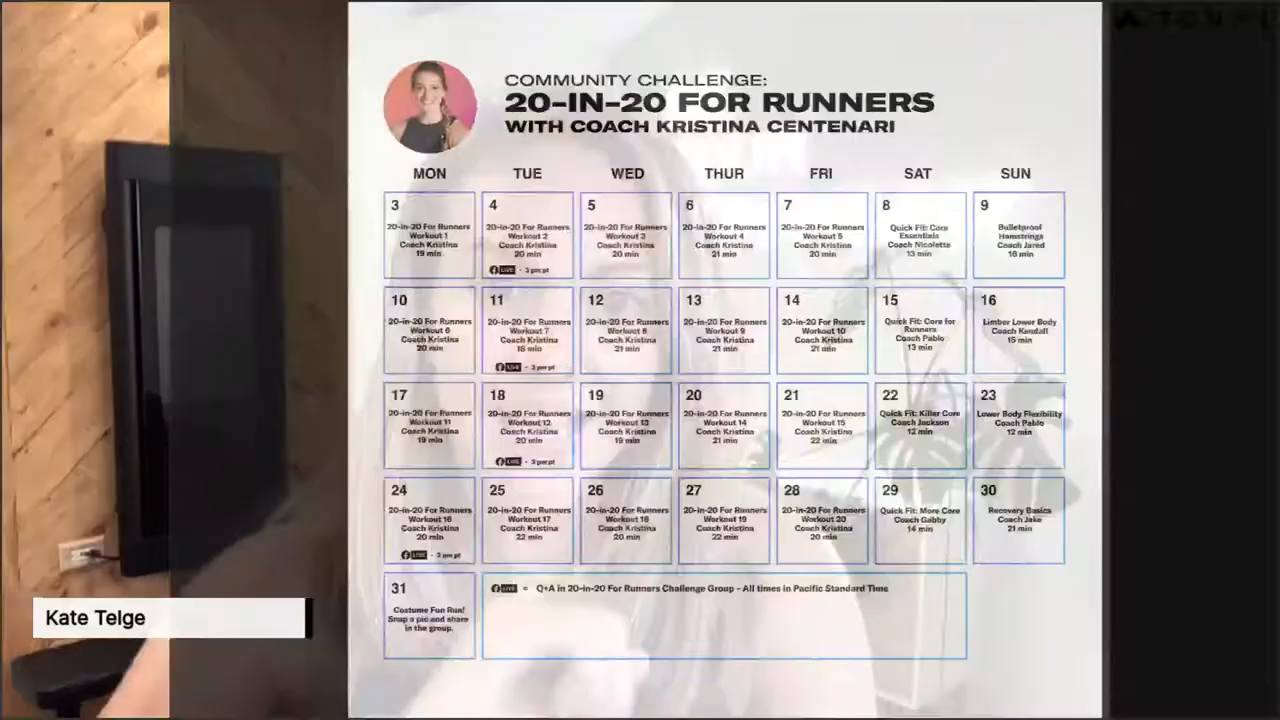 COMMUNITY CHALLENGE:
20-IN-20 FOR RUNNERS
WITH COACH KRISTINA CENTENARI
MON TUE WED THUR FRI SAT SUN
3
20-in-20 For Runners
Workout 1
Coach Kristina
19 min
4
20-in-20 For Runners
Workout 2
Coach Kristina
20 min
LIVE - 3 pm pt
5
20-in-20 For Runners
Workout 3
Coach Kristina
20 min
6
20-in-20 For Runners
Workout 4
Coach Kristina
21 min
7
20-in-20 For Runners
Workout 5
Coach Kristina
20 min
8
Quick Fit: Core
Essentials
Coach Nicolette
13 min
9
Bulletproof
Hamstrings
Coach Jared
16 min
10
20-in-20 For Runners
Workout 6
Coach Kristina
20 min
11
20-in-20 For Runners
Workout 7
Coach Kristina
18 min
LIVE - 3 pm pt
12
20-in-20 For Runners
Workout 8
Coach Kristina
21 min
13
20-in-20 For Runners
Workout 9
Coach Kristina
21 min
14
20-in-20 For Runners
Workout 10
Coach Kristina
21 min
15
Quick Fit: Core for
Runners
Coach Pablo
13 min
16
Limber Lower Body
Coach Kendall
15 min
17
20-in-20 For Runners
Workout 11
Coach Kristina
19 min
18
20-in-20 For Runners
Workout 12
Coach Kristina
20 min
LIVE - 3 pm pt
19
20-in-20 For Runners
Workout 13
Coach Kristina
19 min
20
20-in-20 For Runners
Workout 14
Coach Kristina
21 min
21
20-in-20 For Runners
Workout 15
Coach Kristina
22 min
22
Quick Fit: Killer Core
Coach Jackson
12 min
23
Lower Body Flexibility
Coach Pablo
12 min
24
20-in-20 For Runners
Workout 16
Coach Kristina
20 min
LIVE - 3 pm pt
25
20-in-20 For Runners
Workout 17
Coach Kristina
22 min
26
20-in-20 For Runners
Workout 18
Coach Kristina
20 min
27
20-in-20 For Runners
Workout 19
Coach Kristina
22 min
28
20-in-20 For Runners
Workout 20
Coach Kristina
20 min
29
Quick Fit: More Core
Coach Gabby
14 min
30
Recovery Basics
Coach Jake
21 min
31
Costume Fun Run!
Snap a pic and share
in the group.
LIVE = Q+A in 20-in-20 For Runners Challenge Group - All times in Pacific Standard Time
Kate Telge